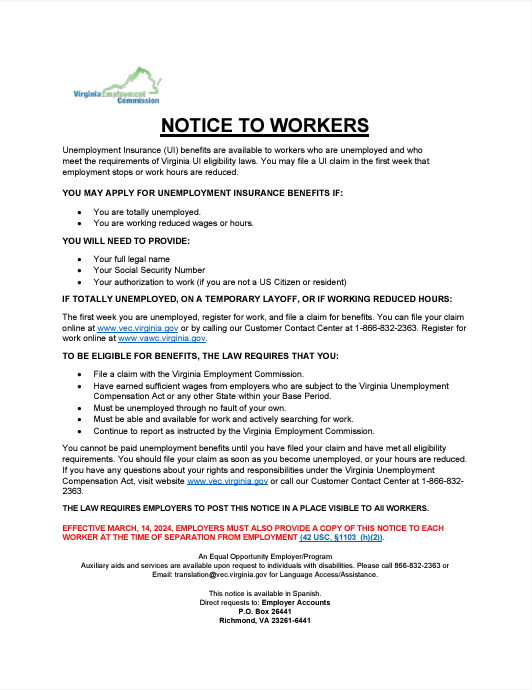 Virginia Employment
Commission
NOTICE TO WORKERS
Unemployment Insurance (UI) benefits are available to workers who are unemployed and who
meet the requirements of Virginia UI eligibility laws. You may file a UI claim in the first week that
employment stops or work hours are reduced.
YOU MAY APPLY FOR UNEMPLOYMENT INSURANCE BENEFITS IF:
• You are totally unemployed.
• You are working reduced wages or hours.
YOU WILL NEED TO PROVIDE:
• Your full legal name
• Your Social Security Number
• Your authorization to work (if you are not a US Citizen or resident)
IF TOTALLY UNEMPLOYED, ON A TEMPORARY LAYOFF, OR IF WORKING REDUCED HOURS:
The first week you are unemployed, register for work, and file a claim for benefits. You can file your claim
online at www.vec.virginia.gov or by calling our Customer Contact Center at 1-866-832-2363. Register for
work online at www.vawc.virginia.gov.
TO BE ELIGIBLE FOR BENEFITS, THE LAW REQUIRES THAT YOU:
• File a claim with the Virginia Employment Commission.
• Have earned sufficient wages from employers who are subject to the Virginia Unemployment
Compensation Act or any other State within your Base Period.
• Must be unemployed through no fault of your own.
• Must be able and available for work and actively searching for work.
• Continue to report as instructed by the Virginia Employment Commission.
You cannot be paid unemployment benefits until you have filed your claim and have met all eligibility
requirements. You should file your claim as soon as you become unemployed, or your hours are reduced.
If you have any questions about your rights and responsibilities under the Virginia Unemployment
Compensation Act, visit website www.vec.virginia.gov or call our Customer Contact Center at 1-866-832-
2363.
THE LAW REQUIRES EMPLOYERS TO POST THIS NOTICE IN A PLACE VISIBLE TO All WORKERS.
EFFECTIVE MARCH, 14, 2024, EMPLOYERS MUST ALSO PROVIDE A COPY OF THIS NOTICE TO EACH
WORKER AT THE TIME OF SEPARATION FROM EMPLOYMENT (42 USC, §1103 (h)(2)).
An Equal Opportunity Employer/Program
Auxiliary aids and services are available upon request to individuals with disabilities. Please call 866-832-2363 or
Email: translation@vec.virginia.gov for Language Access/Assistance.
This notice is available in Spanish.
Direct requests to: Employer Accounts
P.O. Box 26441
Richmond, VA 23261-6441